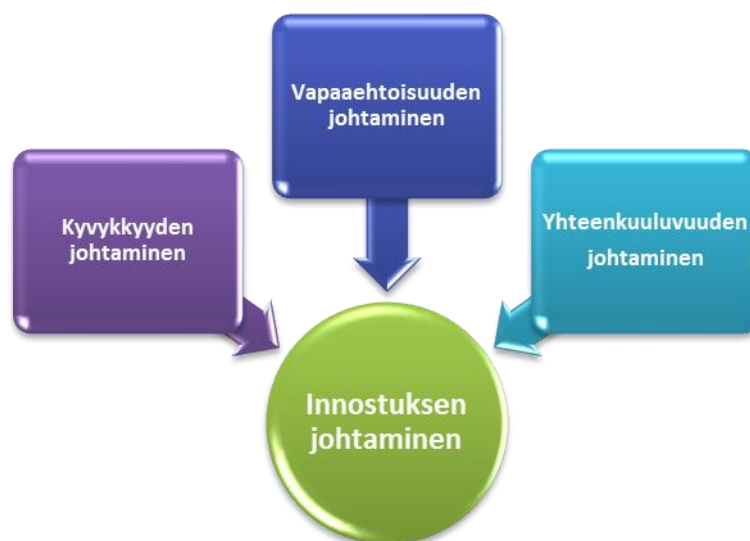 Vapaaehtoisuuden
johtaminen
Kyvykkyyden
johtaminen
Yhteenkuuluvuuden
johtaminen
Innostuksen
johtaminen